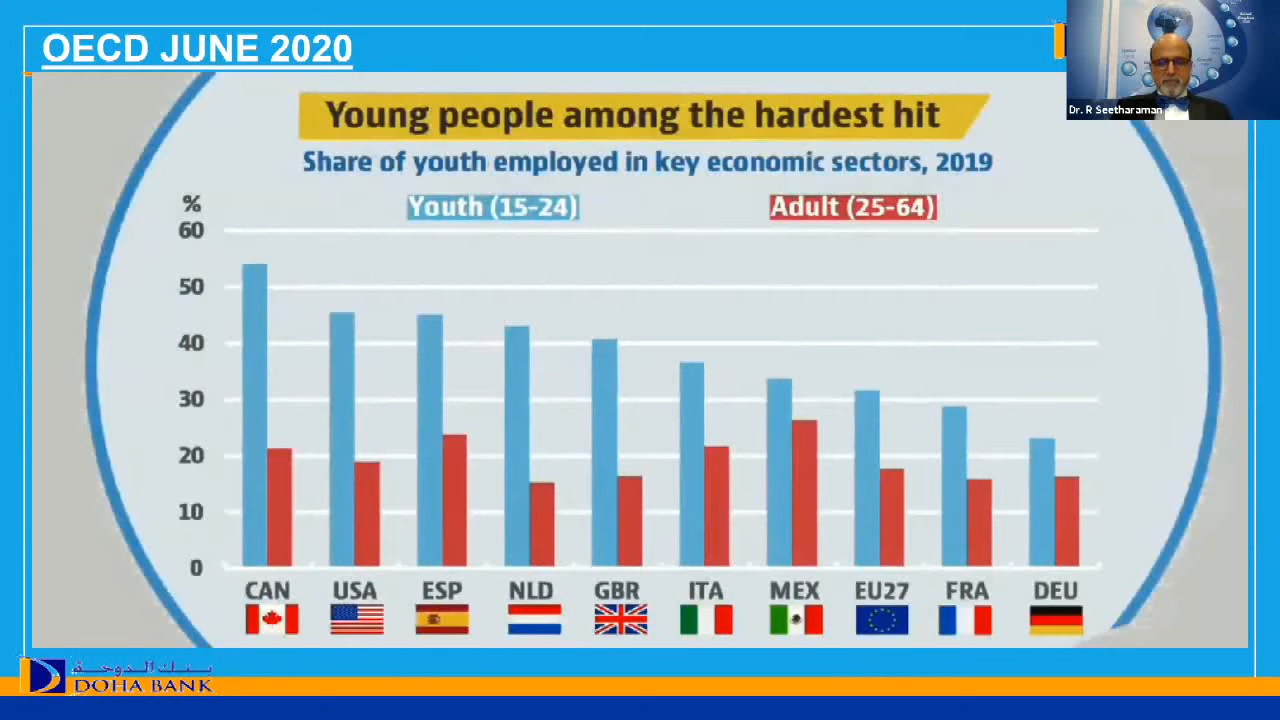 OECD JUNE 2020
Dr. R Seetharaman
Young people among the hardest hit
Share of youth employed in key economic sectors, 2019
Youth (15-24) Adult (25-64)
%
60
50
40
30
20
10
0
CAN USA ESP NLD GBR ITA MEX EU27 FRA DEU
بنك الدوحة
DOHA BANK